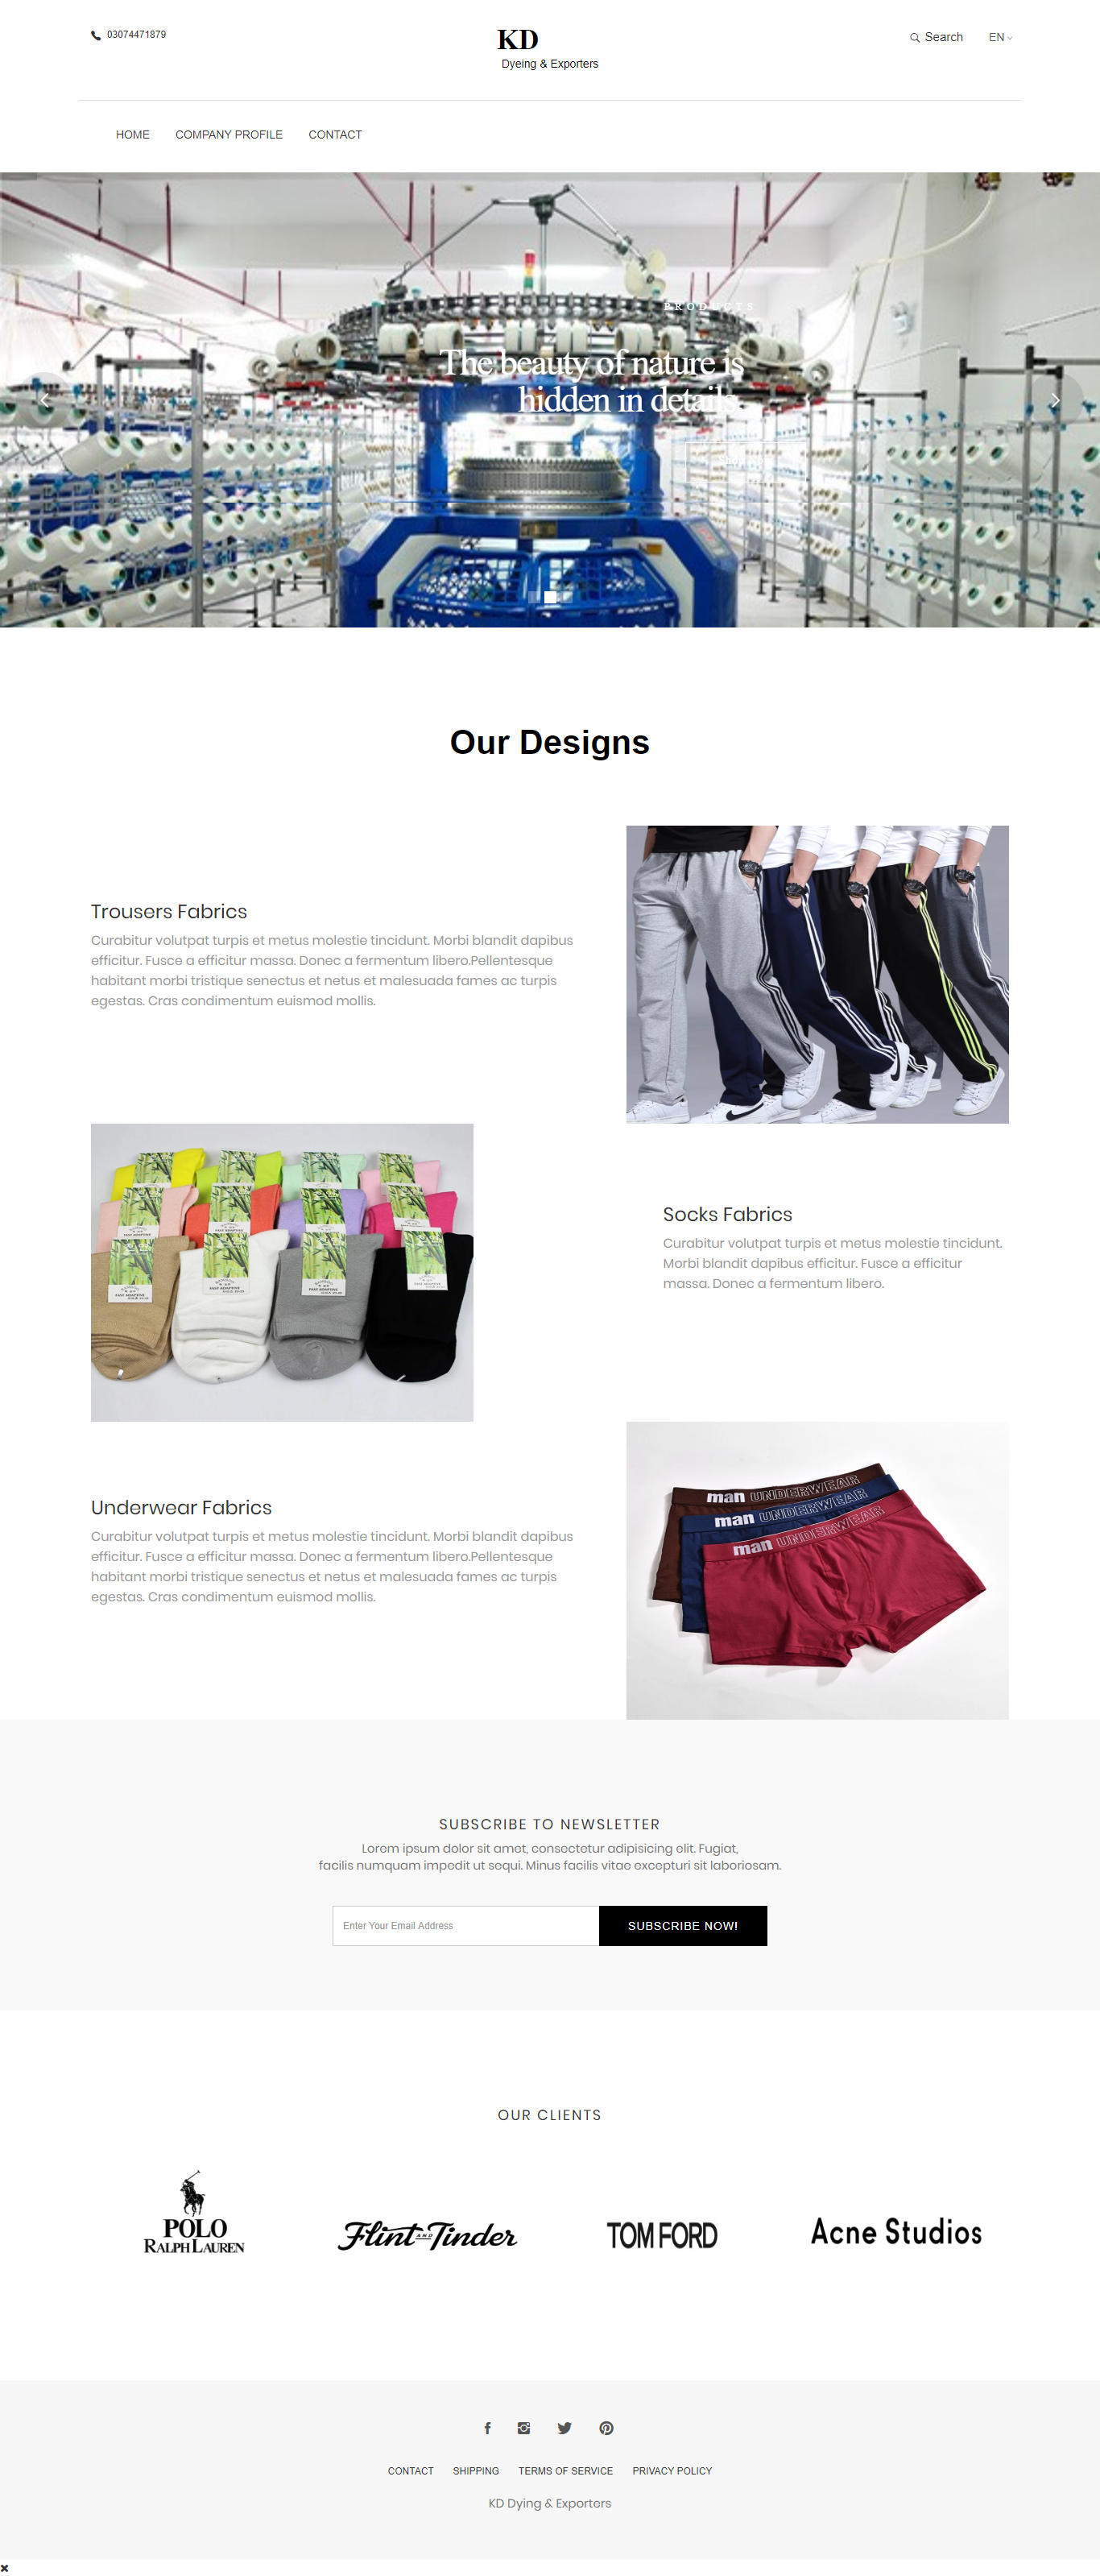 03074471879
KD
Dyeing & Exporters
Search
EN
HOME
COMPANY PROFILE
CONTACT
PRODUCTS
The beauty of nature is
hidden in details.
Our Designs
Trousers Fabrics
Curabitur volutpat turpis et metus molestie tincidunt. Morbi blandit dapibus
efficitur. Fusce a efficitur massa. Donec a fermentum libero.Pellentesque
habitant morbi tristique senectus et netus et malesuada fames ac turpis
egestas. Cras condimentum euismod mollis.
Socks Fabrics
Curabitur volutpat turpis et metus molestie tincidunt.
Morbi blandit dapibus efficitur. Fusce a efficitur
massa. Donec a fermentum libero.
man UNDERWEAR
man UNDERWEAR
man UNDERWEAR
Underwear Fabrics
Curabitur volutpat turpis et metus molestie tincidunt. Morbi blandit dapibus
efficitur. Fusce a efficitur massa. Donec a fermentum libero.Pellentesque
habitant morbi tristique senectus et netus et malesuada fames ac turpis
egestas. Cras condimentum euismod mollis.
SUBSCRIBE TO NEWSLETTER
Lorem ipsum dolor sit amet, consectetur adipisicing elit. Fugiat,
facilis numquam impedit ut sequi. Minus facilis vitae excepturi sit laboriosam.
Enter Your Email Address
SUBSCRIBE NOW!
OUR CLIENTS
POLO
RALPH LAUREN
Flint AND Tinder
TOM FORD
Acne Studios
CONTACT
SHIPPING
TERMS OF SERVICE
PRIVACY POLICY
KD Dying & Exporters